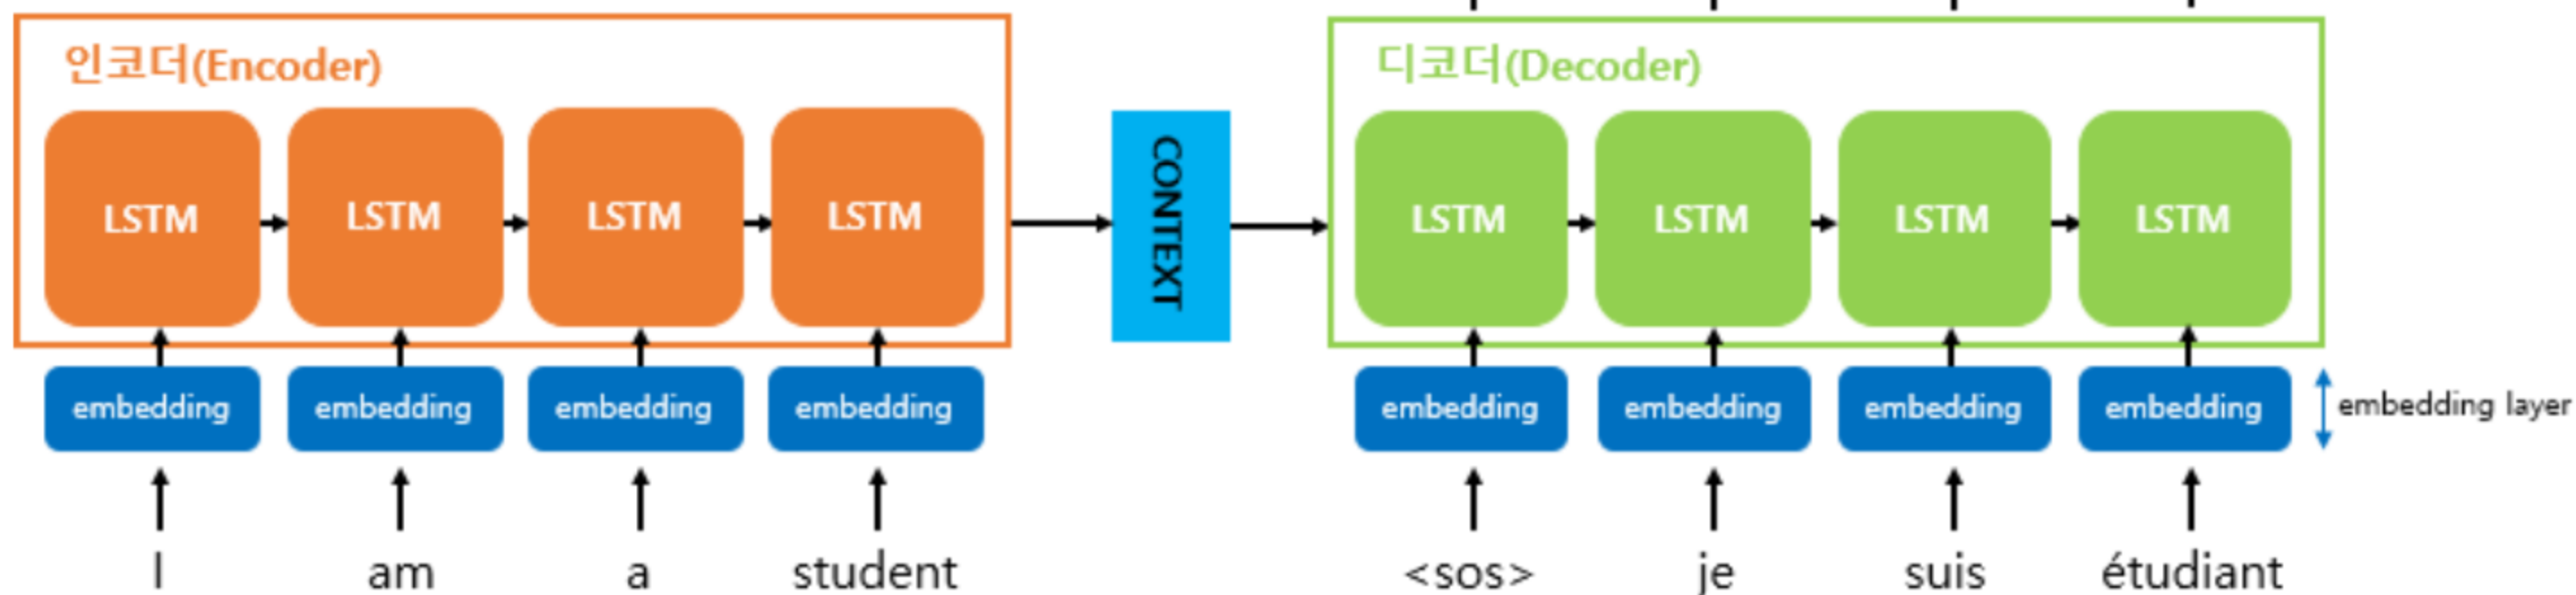 인코더(Encoder)
LSTM LSTM LSTM LSTM
embedding embedding embedding embedding
I am a student
CONTEXT
디코더(Decoder)
LSTM LSTM LSTM LSTM
embedding embedding embedding embedding
embedding layer
<sos> je suis étudiant